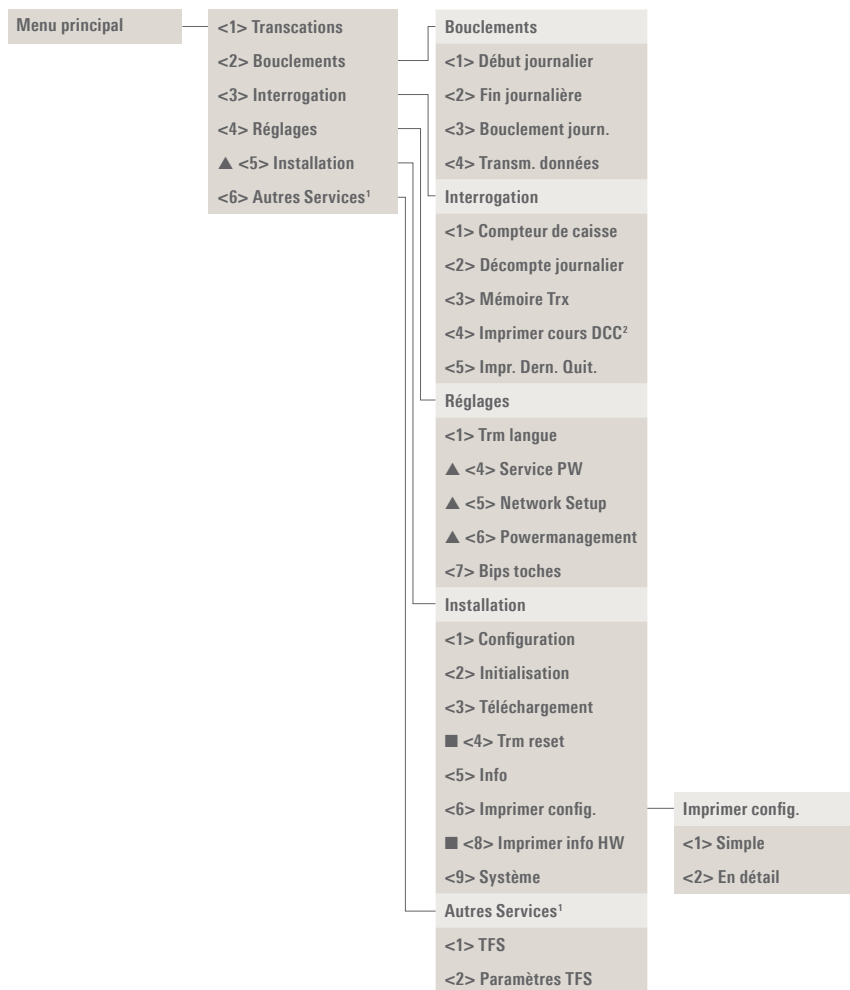 Menu principal
<1> Transcations
<2> Bouclements
<3> Interrogation
<4> Réglages
▲ <5> Installation
<6> Autres Services¹
Bouclements
<1> Début journalier
<2> Fin journalière
<3> Bouclement journ.
<4> Transm. données
Interrogation
<1> Compteur de caisse
<2> Décompte journalier
<3> Mémoire Trx
<4> Imprimer cours DCC²
<5> Impr. Dern. Quit.
Réglages
<1> Trm langue
▲ <4> Service PW
▲ <5> Network Setup
▲ <6> Powermanagement
<7> Bips toches
Installation
<1> Configuration
<2> Initialisation
<3> Téléchargement
■ <4> Trm reset
<5> Info
<6> Imprimer config.
■ <8> Imprimer info HW
<9> Système
Imprimer config.
<1> Simple
<2> En détail
Autres Services¹
<1> TFS
<2> Paramètres TFS